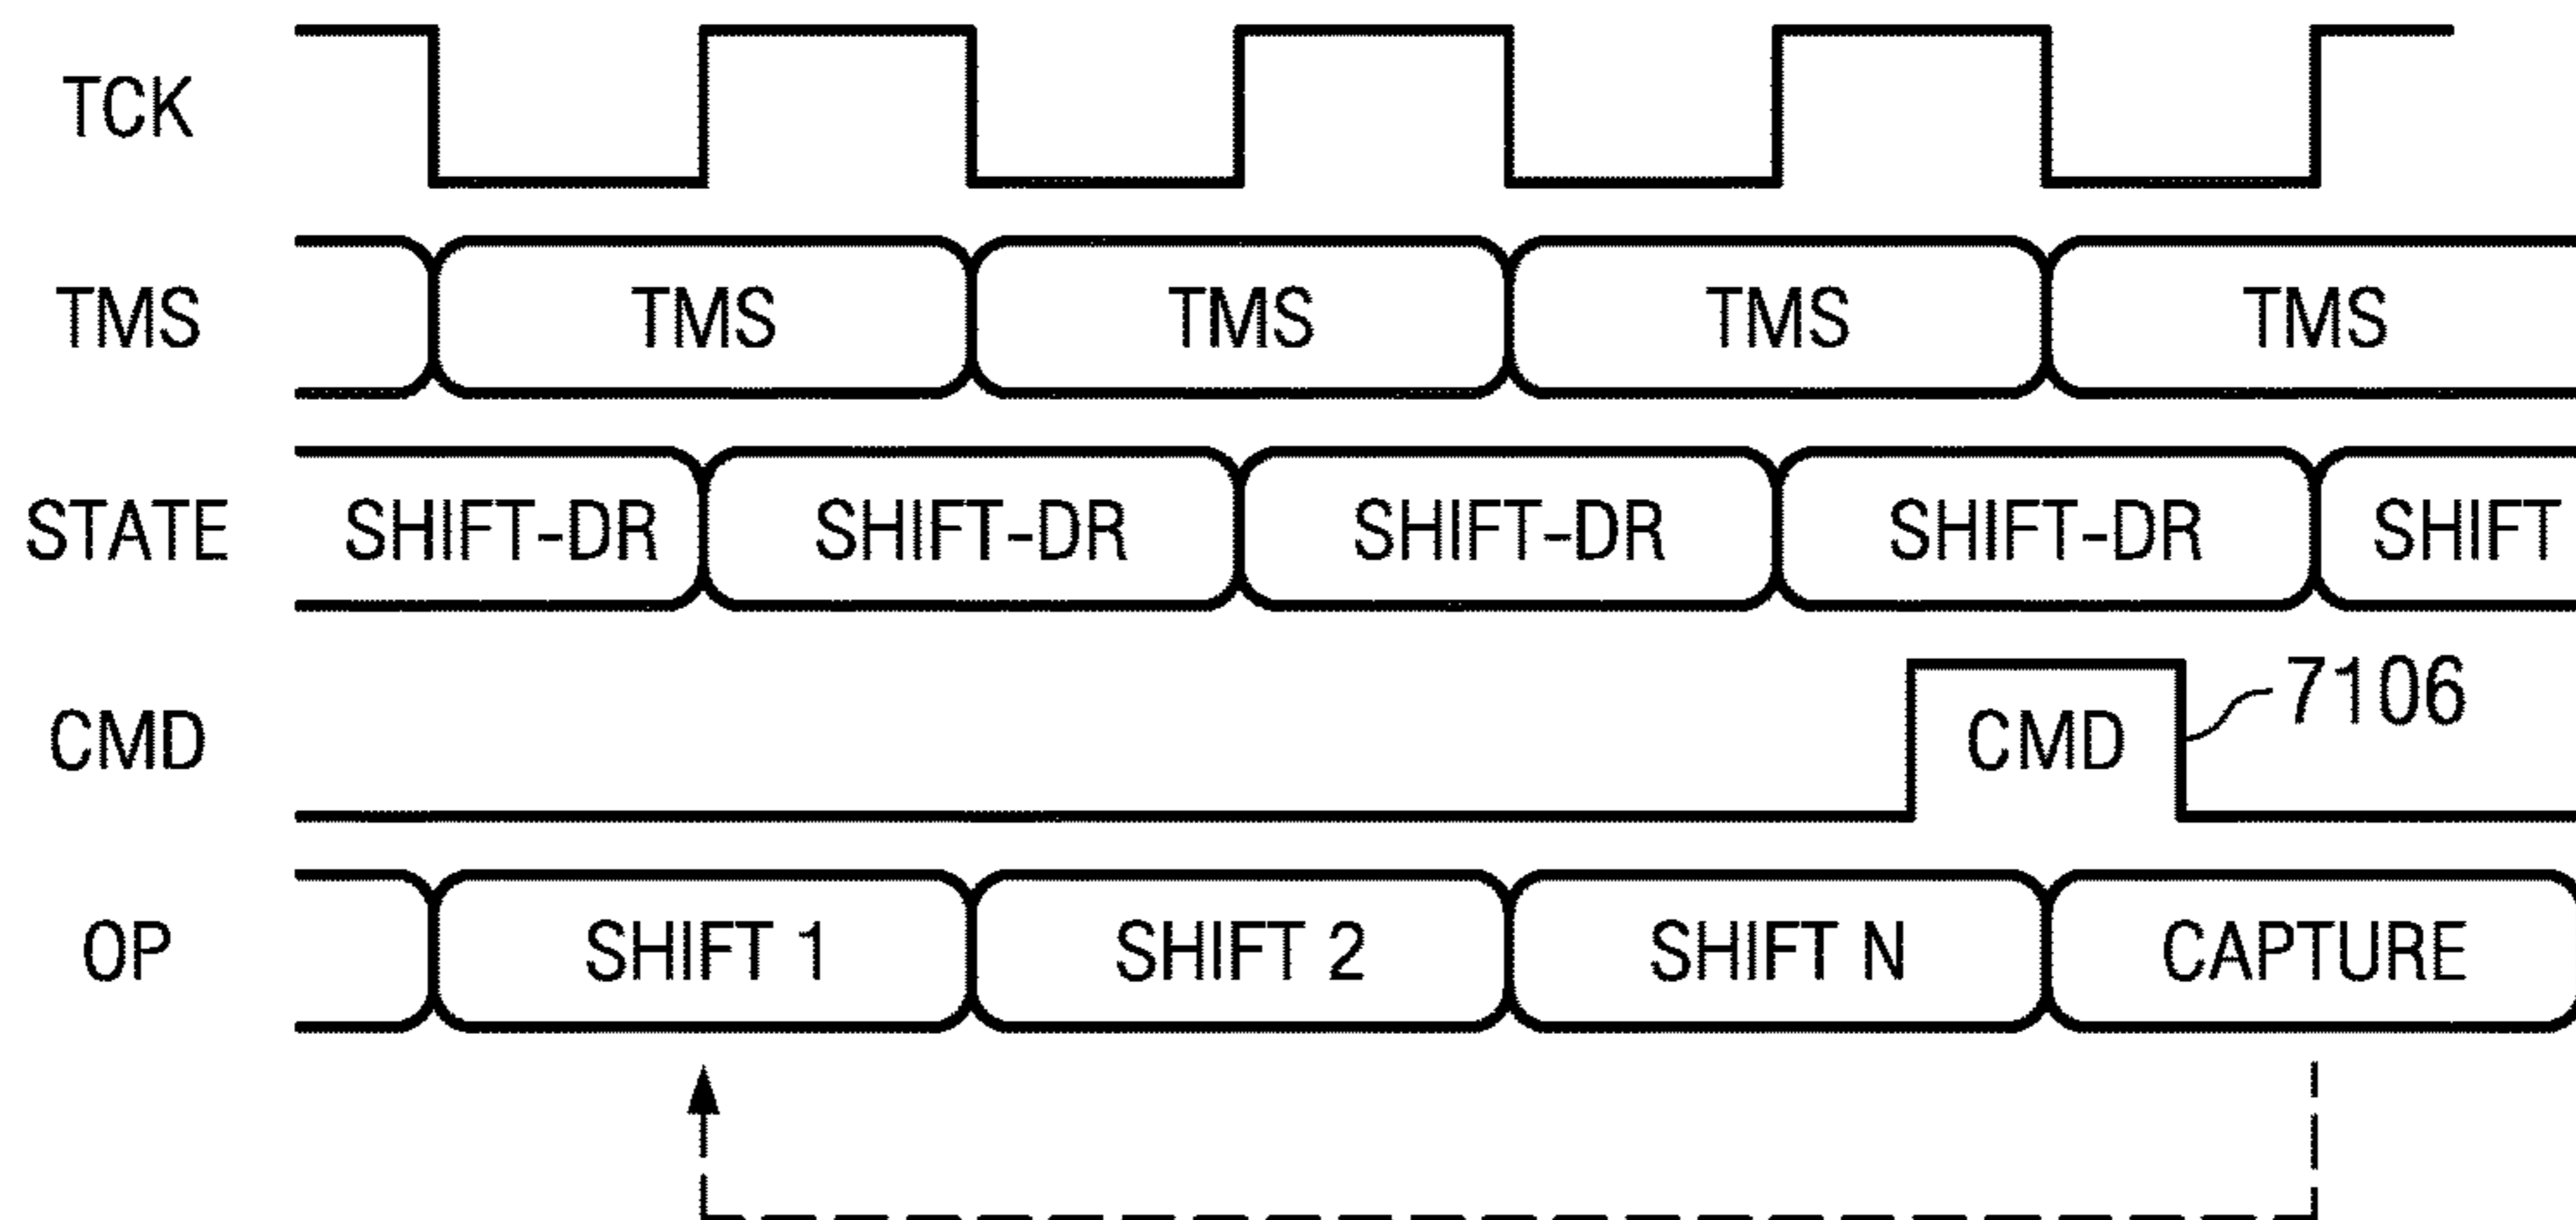 TCK
TMS TMS TMS TMS TMS
STATE SHIFT-DR SHIFT-DR SHIFT-DR SHIFT-DR SHIFT
CMD CMD 7106
OP SHIFT 1 SHIFT 2 SHIFT N CAPTURE